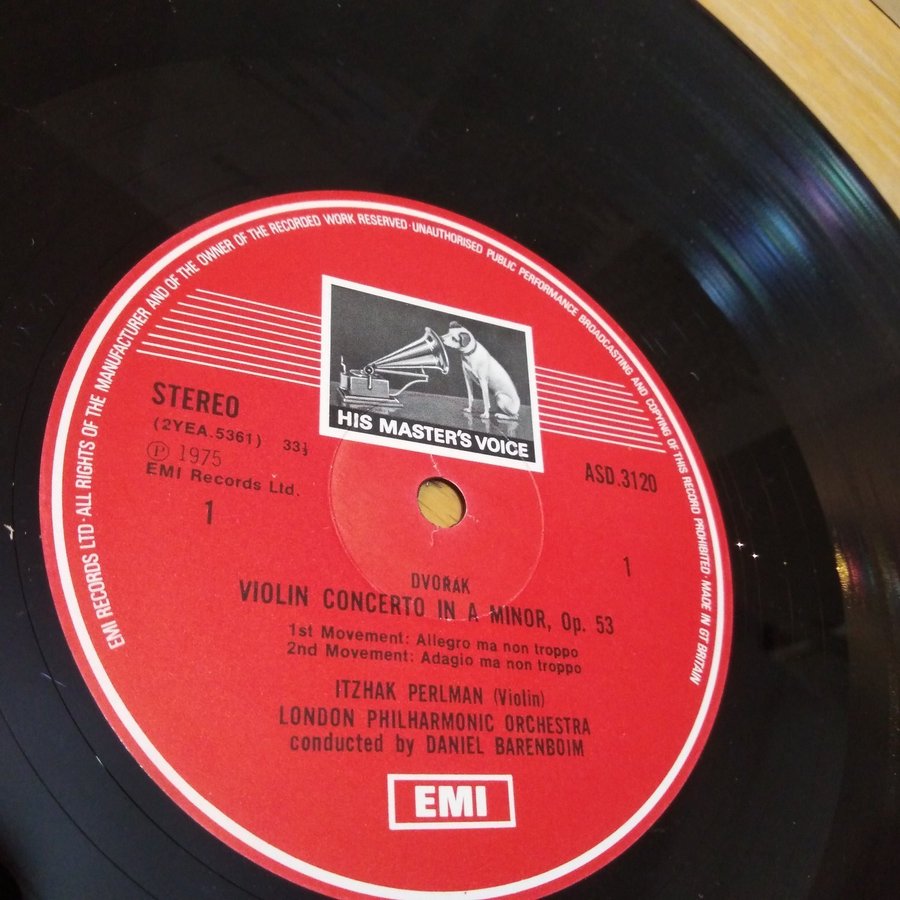 EMI RECORDS LTD·ALL RIGHTS OF THE MANUFACTURER AND OF THE OWNER OF THE RECORDED WORK RESERVED·UNAUTHORISED PUBLIC PERFORMANCE BROADCASTING AND COPYING OF THIS RECORD PROHIBITED·MADE IN GT BRITAIN
HIS MASTER'S VOICE
STEREO
(2YEA.5361) 33⅓
Ⓟ 1975
EMI Records Ltd.
1
ASD.3120
1
DVOŘÁK
VIOLIN CONCERTO IN A MINOR, Op. 53
1st Movement: Allegro ma non troppo
2nd Movement: Adagio ma non troppo
ITZHAK PERLMAN (Violin)
LONDON PHILHARMONIC ORCHESTRA
conducted by DANIEL BARENBOIM
EMI